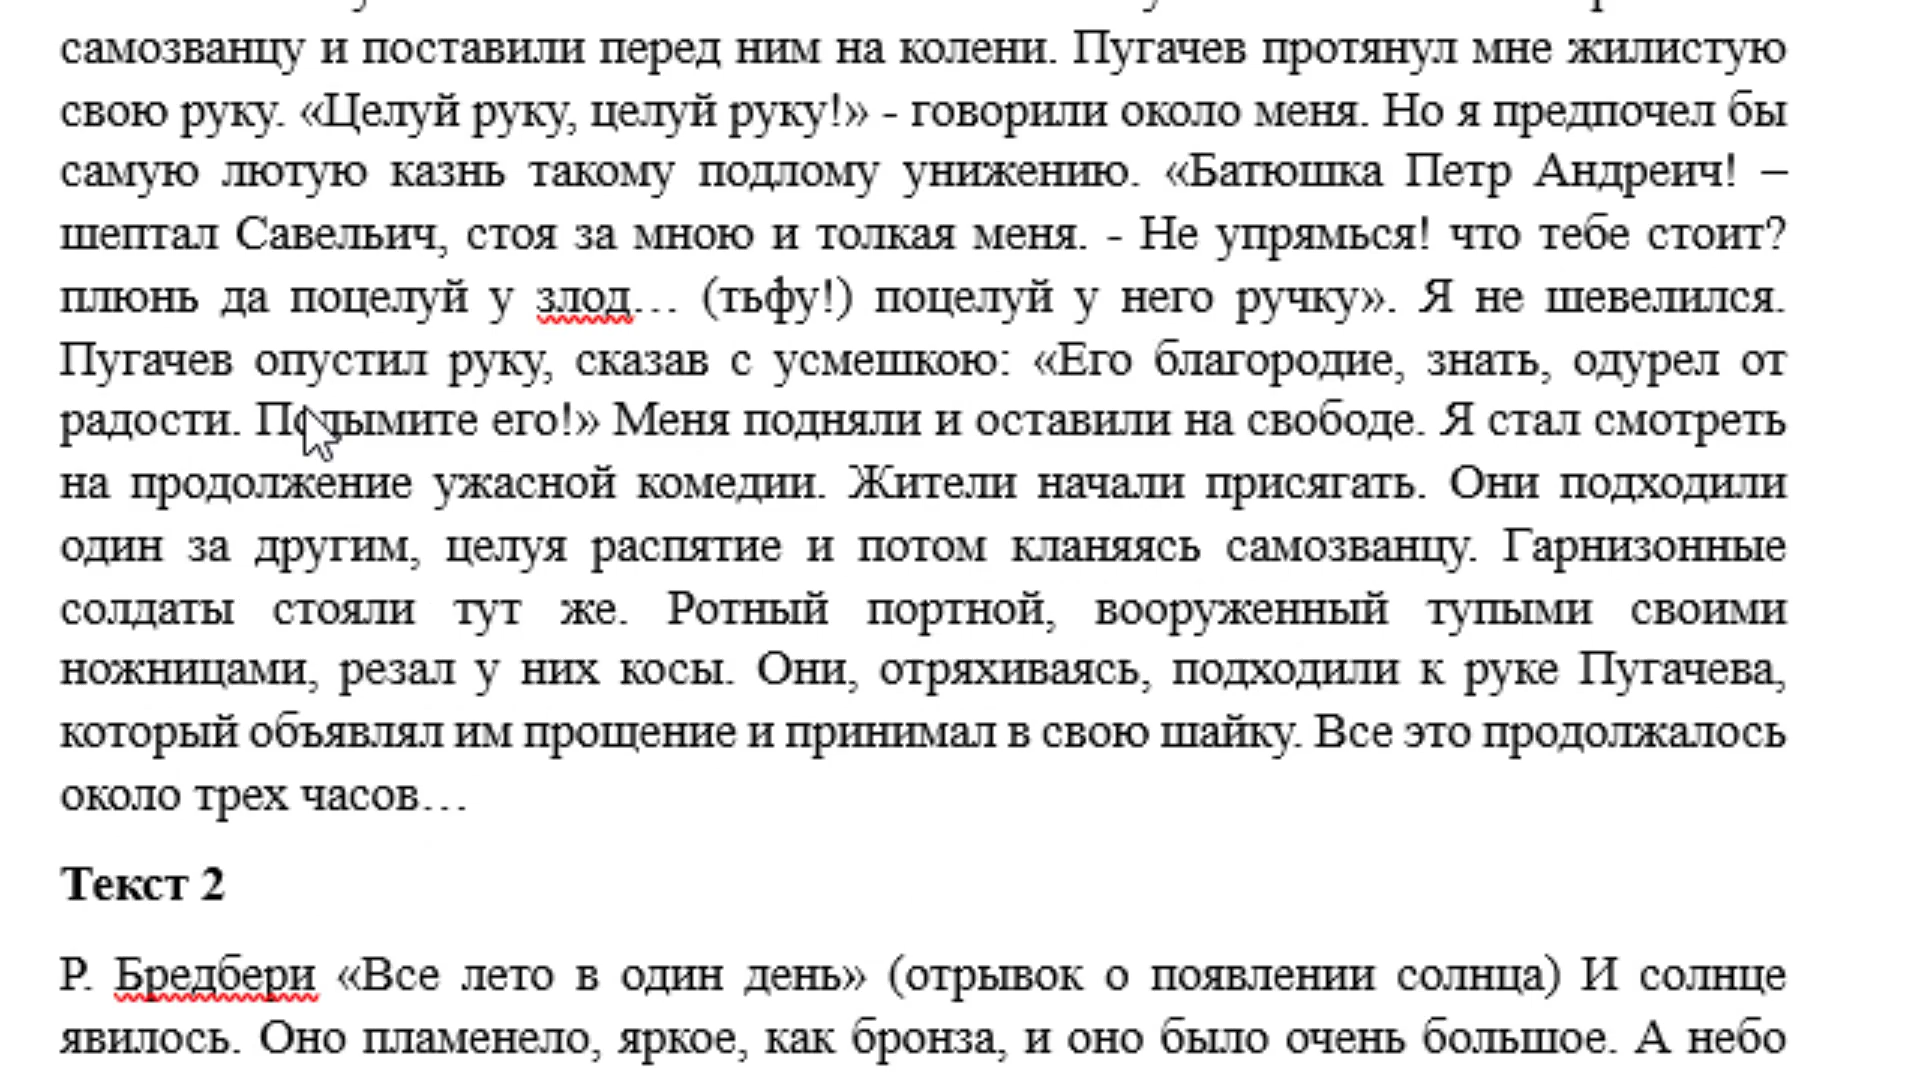 самозванцу и поставили перед ним на колени. Пугачев протянул мне жилистую
свою руку. «Целуй руку, целуй руку!» - говорили около меня. Но я предпочел бы
самую лютую казнь такому подлому унижению. «Батюшка Петр Андреич! –
шептал Савельич, стоя за мною и толкая меня. - Не упрямься! что тебе стоит?
плюнь да поцелуй у злод… (тьфу!) поцелуй у него ручку». Я не шевелился.
Пугачев опустил руку, сказав с усмешкою: «Его благородие, знать, одурел от
радости. Подымите его!» Меня подняли и оставили на свободе. Я стал смотреть
на продолжение ужасной комедии. Жители начали присягать. Они подходили
один за другим, целуя распятие и потом кланяясь самозванцу. Гарнизонные
солдаты стояли тут же. Ротный портной, вооруженный тупыми своими
ножницами, резал у них косы. Они, отряхиваясь, подходили к руке Пугачева,
который объявлял им прощение и принимал в свою шайку. Все это продолжалось
около трех часов…
Текст 2
Р. Бредбери «Все лето в один день» (отрывок о появлении солнца) И солнце
явилось. Оно пламенело, яркое, как бронза, и оно было очень большое. А небо